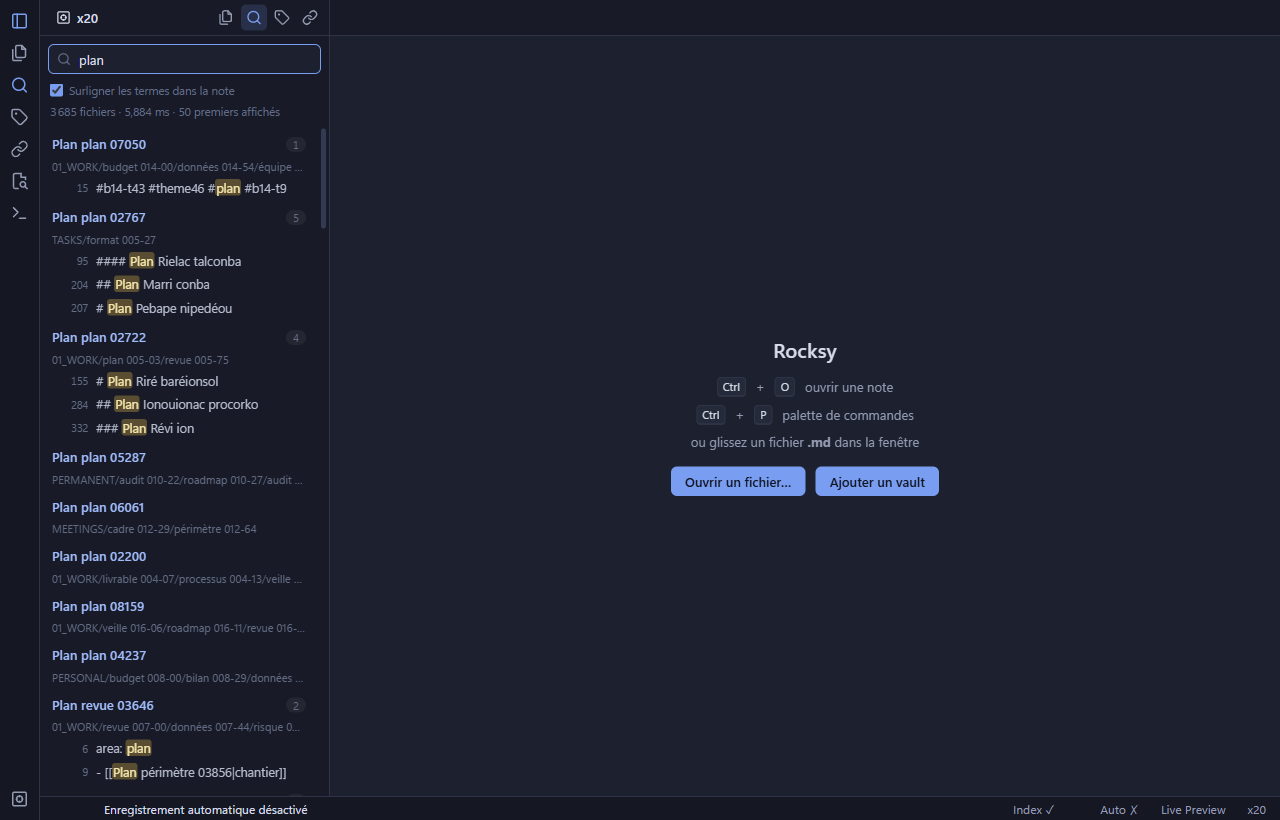 x20
plan
Surligner les termes dans la note
3 685 fichiers · 5,884 ms · 50 premiers affichés
Plan plan 07050 1
01_WORK/budget 014-00/données 014-54/équipe ...
15 #b14-t43 #theme46 #plan #b14-t9
Plan plan 02767 5
TASKS/format 005-27
95 #### Plan Rielac talconba
204 ## Plan Marri conba
207 # Plan Pebape nipedéou
Plan plan 02722 4
01_WORK/plan 005-03/revue 005-75
155 # Plan Riré baréionsol
284 ## Plan Ionouionac procorko
332 ### Plan Révi ion
Plan plan 05287
PERMANENT/audit 010-22/roadmap 010-27/audit ...
Plan plan 06061
MEETINGS/cadre 012-29/périmètre 012-64
Plan plan 02200
01_WORK/livrable 004-07/processus 004-13/veille ...
Plan plan 08159
01_WORK/veille 016-06/roadmap 016-11/revue 016-...
Plan plan 04237
PERSONAL/budget 008-00/bilan 008-29/données ...
Plan revue 03646 2
01_WORK/revue 007-00/données 007-44/risque 0...
6 area: plan
9 - [[Plan périmètre 03856|chantier]]
Rocksy
Ctrl + O ouvrir une note
Ctrl + P palette de commandes
ou glissez un fichier .md dans la fenêtre
Ouvrir un fichier... Ajouter un vault
Enregistrement automatique désactivé Index ✓ Auto ✗ Live Preview x20